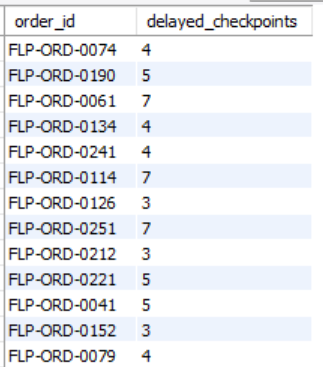 order_id delayed_checkpoints
FLP-ORD-0074 4
FLP-ORD-0190 5
FLP-ORD-0061 7
FLP-ORD-0134 4
FLP-ORD-0241 4
FLP-ORD-0114 7
FLP-ORD-0126 3
FLP-ORD-0251 7
FLP-ORD-0212 3
FLP-ORD-0221 5
FLP-ORD-0041 5
FLP-ORD-0152 3
FLP-ORD-0079 4